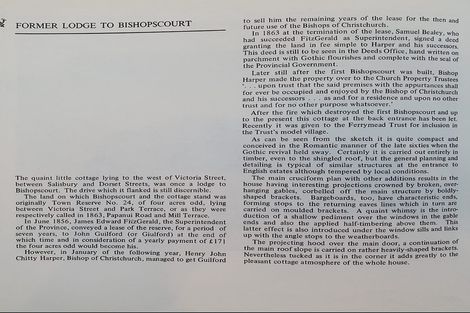 FORMER LODGE TO BISHOPSCOURT
The quaint little cottage lying to the west of Victoria Street,
between Salisbury and Dorset Streets, was once a lodge to
Bishopscourt. The drive which it flanked is still discernible.
The land on which Bishopscourt and the cottage stand was
originally Town Reserve No. 24, of four acres odd, lying
between Victoria Street and Park Terrace, or as they were
respectively called in 1863, Papanui Road and Mill Terrace.
In June 1856, James Edward FitzGerald, the Superintendent
of the Province, conveyed a lease of the reserve, for a period of
seven years, to John Guilford (or Guilford) at the end of
which time and in consideration of a yearly payment of £171
the four acres odd would become his.
However, in January of the following year, Henry John
Chitty Harper, Bishop of Christchurch, managed to get Guilford
to sell him the remaining years of the lease for the then and
future use of the Bishops of Christchurch.
In 1863 at the termination of the lease, Samuel Bealey, who
had succeeded FitzGerald as Superintendent, signed a deed
granting the land in fee simple to Harper and his successors.
This deed is still to be seen in the Deeds Office, hand written on
parchment with Gothic flourishes and complete with the seal of
the Provincial Government.
Later still after the first Bishopscourt was built, Bishop
Harper made the property over to the Church Property Trustees
'. . . upon trust that the said premises with the appurtances shall
for ever be occupied and enjoyed by the Bishop of Christchurch
and his successors . . . as and for a residence and upon no other
trust and for no other purpose whatsoever.'
After the fire which destroyed the first Bishopscourt and up
to the present this cottage at the back entrance has been let.
Recently it was given to the Ferrymead Trust for inclusion in
the Trust's model village.
As can be seen from the sketch it is quite compact and
conceived in the Romantic manner of the late sixties when the
Gothic revival held sway. Certainly it is carried out entirely in
timber, even to the shingled roof, but the general planning and
detailing is typical of similar structures at the entrance to
English estates although tempered by local conditions.
The main cruciform plan with other additions results in the
house having interesting projections crowned by broken, over-
hanging gables, corbelled off the main structure by boldly-
shaped brackets. Bargeboards, too, have characteristic ends,
forming stops to the returning eaves lines which in turn are
carried on moulded brackets. A quaint whimsy is the intro-
duction of a shallow pediment over the windows in the gable
ends and also the applied half-timbering above them. This
latter effect is also introduced under the window sills and links
up with the angle stops to the weatherboards.
The projecting hood over the main door, a continuation of
the main roof slope is carried on rather heavily-shaped brackets.
Nevertheless tucked as it is in the corner it adds greatly to the
pleasant cottage atmosphere of the whole house.